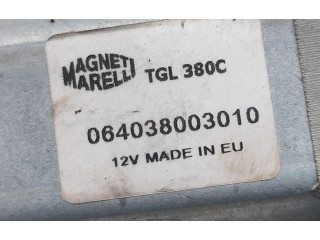 MAGNETI
MARELLI
TGL 380C
064038003010
12V MADE IN EU